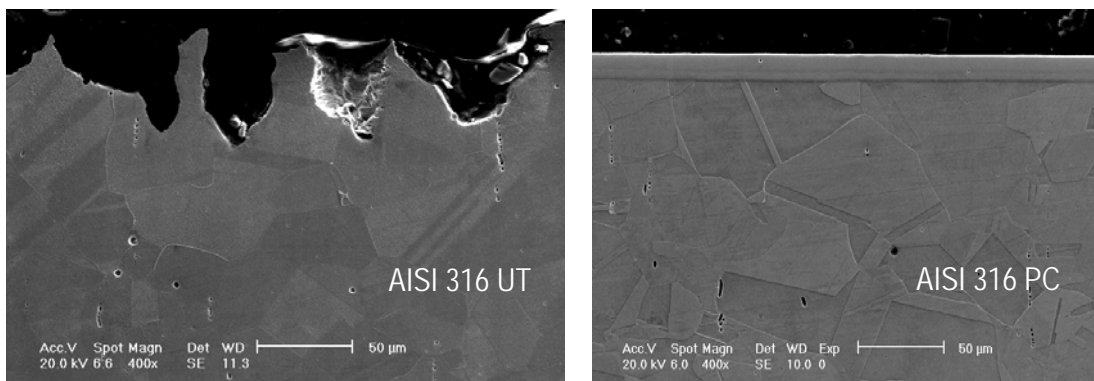 AISI 316 UT
Acc.V Spot Magn Det WD 50 µm
20.0 kV 6.6 400x SE 11.3
AISI 316 PC
Acc.V Spot Magn Det WD Exp 50 µm
20.0 kV 6.0 400x SE 10.0 0